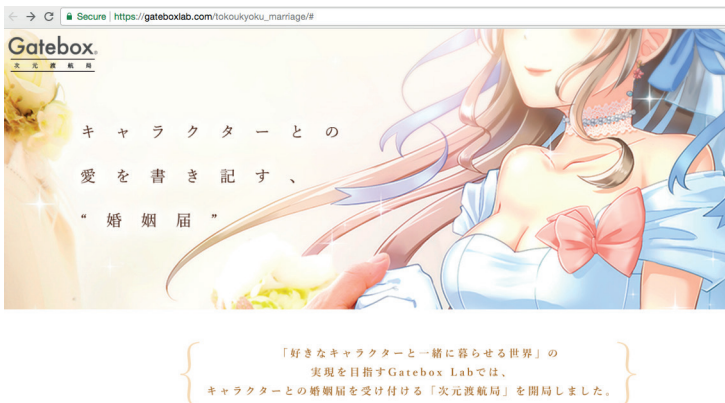 Secure | https://gateboxlab.com/tokoukyoku_marriage/#
Gatebox.
次元渡航局
キャラクターとの
愛を書き記す、
“婚姻届”
「好きなキャラクターと一緒に暮らせる世界」の
実現を目指すGatebox Labでは、
キャラクターとの婚姻届を受け付ける「次元渡航局」を開局しました。